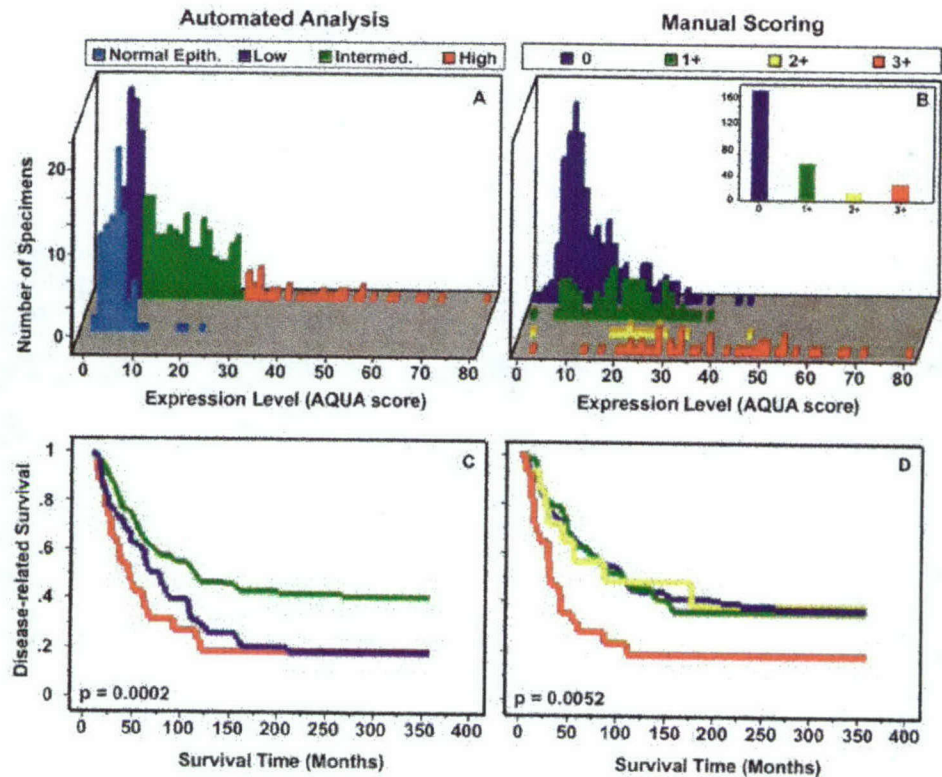 Automated Analysis
Manual Scoring
Normal Epith. Low Intermed. High
0 1+ 2+ 3+
A
B
Number of Specimens
20
10
0
160
120
80
40
0
0 1+ 2+ 3+
0 10 20 30 40 50 60 70 80
0 10 20 30 40 50 60 70 80
Expression Level (AQUA score)
Expression Level (AQUA score)
C
D
Disease-related Survival
1
.8
.6
.4
.2
0
p = 0.0002
p = 0.0052
0 50 100 150 200 250 300 350 400
0 50 100 150 200 250 300 350 400
Survival Time (Months)
Survival Time (Months)